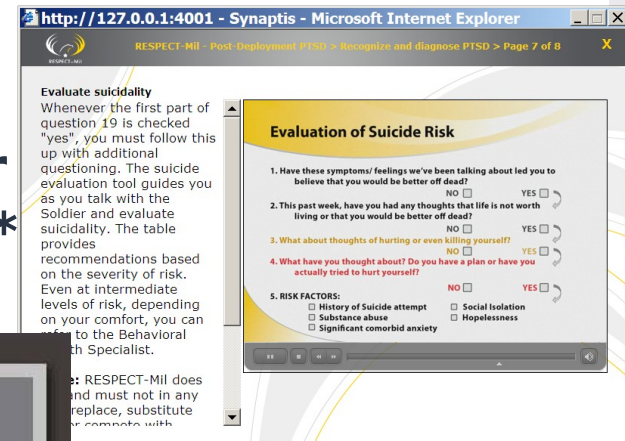 http://127.0.0.1:4001 - Synaptis - Microsoft Internet Explorer
RESPECT-Mil
RESPECT-Mil - Post-Deployment PTSD > Recognize and diagnose PTSD > Page 7 of 8 X
Evaluate suicidality
Whenever the first part of
question 19 is checked
"yes", you must follow this
up with additional
questioning. The suicide
evaluation tool guides you
as you talk with the
Soldier and evaluate
suicidality. The table
provides
recommendations based
on the severity of risk.
Even at intermediate
levels of risk, depending
on your comfort, you can
to the Behavioral
Specialist.
RESPECT-Mil does
and must not in any
replace, substitute
compete with
Evaluation of Suicide Risk
1. Have these symptoms/ feelings we've been talking about led you to
believe that you would be better off dead?
NO YES
2. This past week, have you had any thoughts that life is not worth
living or that you would be better off dead?
NO YES
3. What about thoughts of hurting or even killing yourself?
NO YES
4. What have you thought about? Do you have a plan or have you
actually tried to hurt yourself?
NO YES
5. RISK FACTORS:
History of Suicide attempt Social Isolation
Substance abuse Hopelessness
Significant comorbid anxiety